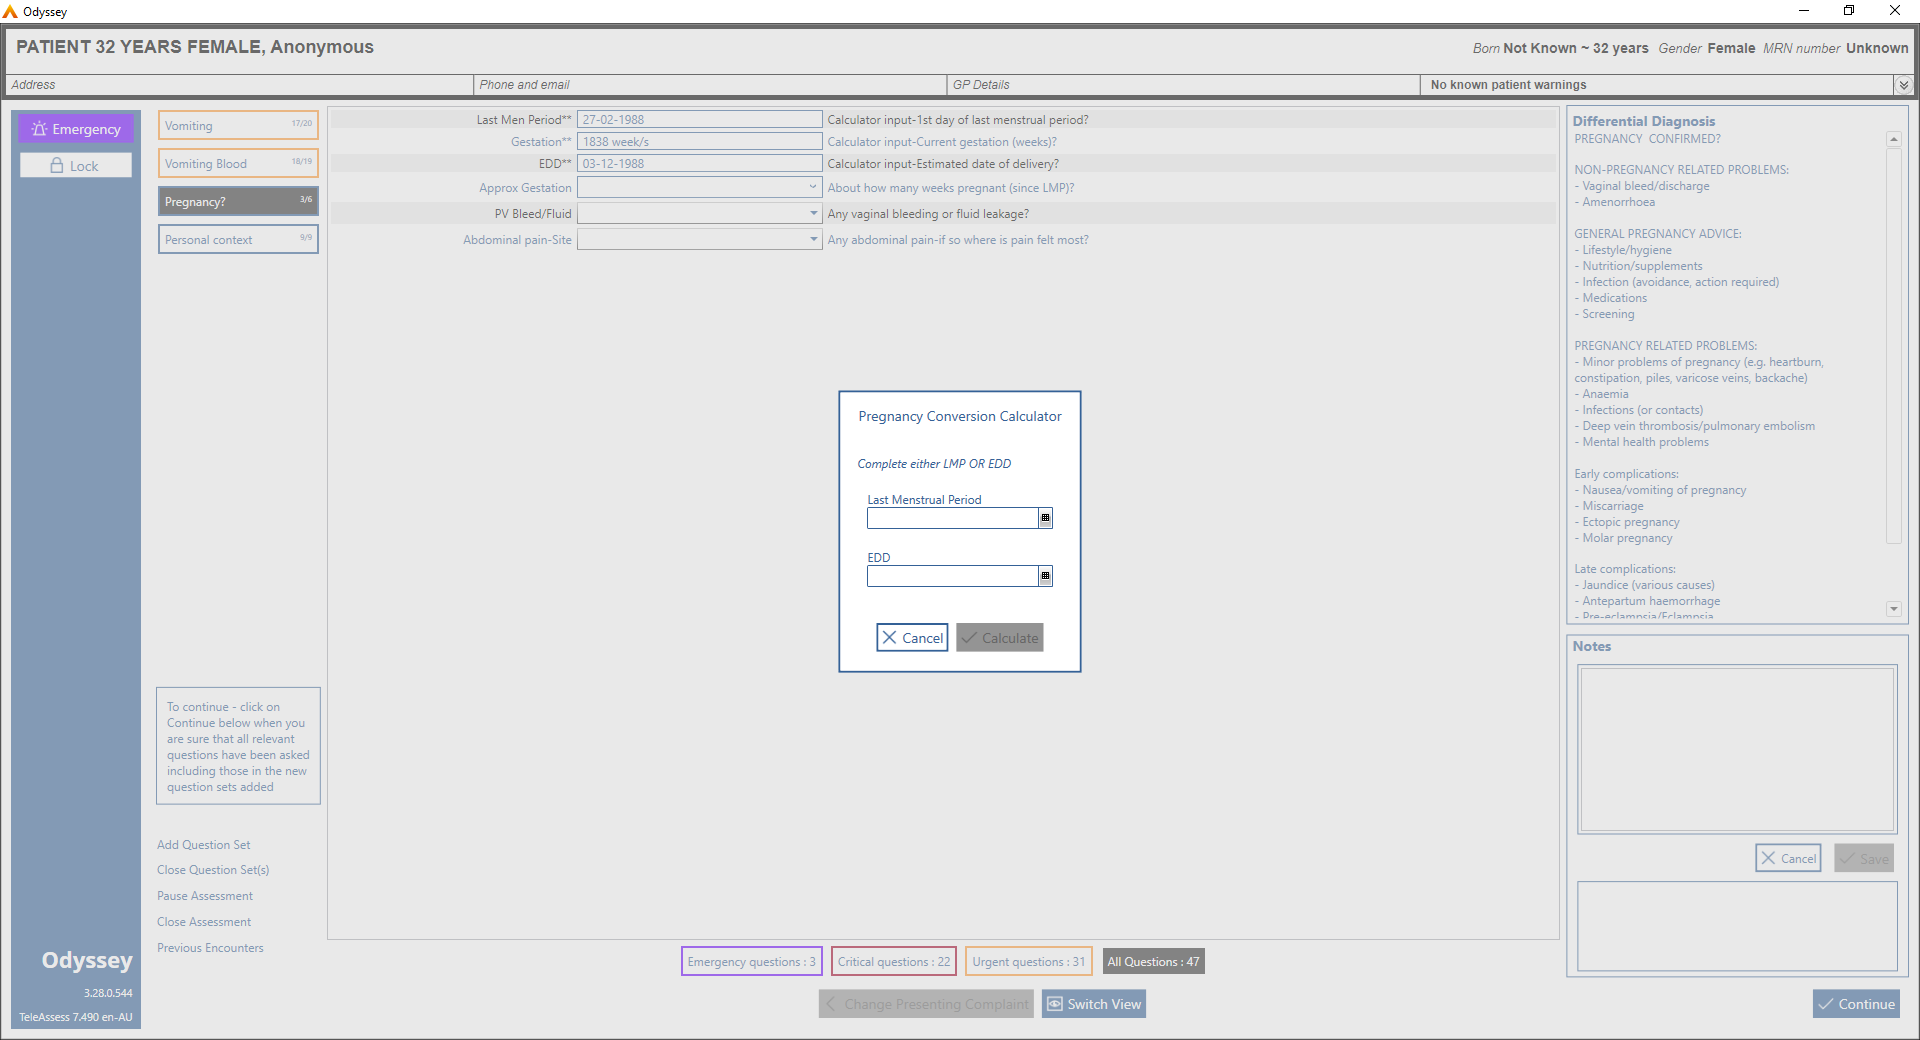 Odyssey
PATIENT 32 YEARS FEMALE, Anonymous
Born Not Known ~ 32 years Gender Female MRN number Unknown
Address
Phone and email
GP Details
No known patient warnings
Emergency
Lock
Vomiting 17/20
Vomiting Blood 18/19
Pregnancy? 3/6
Personal context 9/9
Last Men Period** 27-02-1988 Calculator input-1st day of last menstrual period?
Gestation** 1838 week/s Calculator input-Current gestation (weeks)?
EDD** 03-12-1988 Calculator input-Estimated date of delivery?
Approx Gestation About how many weeks pregnant (since LMP)?
PV Bleed/Fluid Any vaginal bleeding or fluid leakage?
Abdominal pain-Site Any abdominal pain-if so where is pain felt most?
Pregnancy Conversion Calculator
Complete either LMP OR EDD
Last Menstrual Period
EDD
Cancel
Calculate
Differential Diagnosis
PREGNANCY CONFIRMED?
NON-PREGNANCY RELATED PROBLEMS:
- Vaginal bleed/discharge
- Amenorrhoea
GENERAL PREGNANCY ADVICE:
- Lifestyle/hygiene
- Nutrition/supplements
- Infection (avoidance, action required)
- Medications
- Screening
PREGNANCY RELATED PROBLEMS:
- Minor problems of pregnancy (e.g. heartburn,
constipation, piles, varicose veins, backache)
- Anaemia
- Infections (or contacts)
- Deep vein thrombosis/pulmonary embolism
- Mental health problems
Early complications:
- Nausea/vomiting of pregnancy
- Miscarriage
- Ectopic pregnancy
- Molar pregnancy
Late complications:
- Jaundice (various causes)
- Antepartum haemorrhage
- Pre-eclampsia/Eclampsia
Notes
Cancel
Save
To continue - click on
Continue below when you
are sure that all relevant
questions have been asked
including those in the new
question sets added
Add Question Set
Close Question Set(s)
Pause Assessment
Close Assessment
Previous Encounters
Odyssey
3.28.0.544
TeleAssess 7.490 en-AU
Emergency questions : 3
Critical questions : 22
Urgent questions : 31
All Questions : 47
Change Presenting Complaint
Switch View
Continue